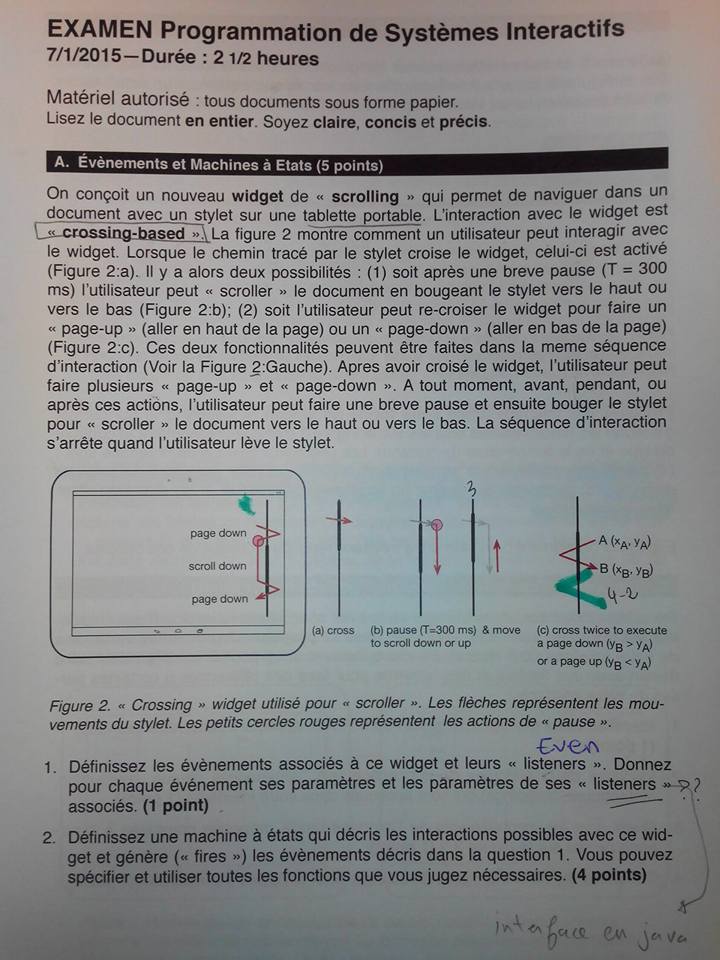 EXAMEN Programmation de Systèmes Interactifs
7/1/2015—Durée : 2 1/2 heures
Matériel autorisé : tous documents sous forme papier.
Lisez le document en entier. Soyez claire, concis et précis.
A. Évènements et Machines à Etats (5 points)
On conçoit un nouveau widget de « scrolling » qui permet de naviguer dans un
document avec un stylet sur une tablette portable. L'interaction avec le widget est
« crossing-based ». La figure 2 montre comment un utilisateur peut interagir avec
le widget. Lorsque le chemin tracé par le stylet croise le widget, celui-ci est activé
(Figure 2:a). Il y a alors deux possibilités : (1) soit après une breve pause (T = 300
ms) l'utilisateur peut « scroller » le document en bougeant le stylet vers le haut ou
vers le bas (Figure 2:b); (2) soit l'utilisateur peut re-croiser le widget pour faire un
« page-up » (aller en haut de la page) ou un « page-down » (aller en bas de la page)
(Figure 2:c). Ces deux fonctionnalités peuvent être faites dans la meme séquence
d'interaction (Voir la Figure 2:Gauche). Apres avoir croisé le widget, l'utilisateur peut
faire plusieurs « page-up » et « page-down ». A tout moment, avant, pendant, ou
après ces actions, l'utilisateur peut faire une breve pause et ensuite bouger le stylet
pour « scroller » le document vers le haut ou vers le bas. La séquence d'interaction
s'arrête quand l'utilisateur lève le stylet.
page down
scroll down
page down
(a) cross
3
(b) pause (T=300 ms) & move
to scroll down or up
A (xA, yA)
B (xB, yB)
4-2
(c) cross twice to execute
a page down (yB > yA)
or a page up (yB < yA)
Figure 2. « Crossing » widget utilisé pour « scroller ». Les flèches représentent les mou-
vements du stylet. Les petits cercles rouges représentent les actions de « pause ».
Even
1. Définissez les évènements associés à ce widget et leurs « listeners ». Donnez
pour chaque événement ses paramètres et les paramètres de ses « listeners » ??
associés. (1 point)
2. Définissez une machine à états qui décris les interactions possibles avec ce wid-
get et génère (« fires ») les évènements décris dans la question 1. Vous pouvez
spécifier et utiliser toutes les fonctions que vous jugez nécessaires. (4 points)
interface en java